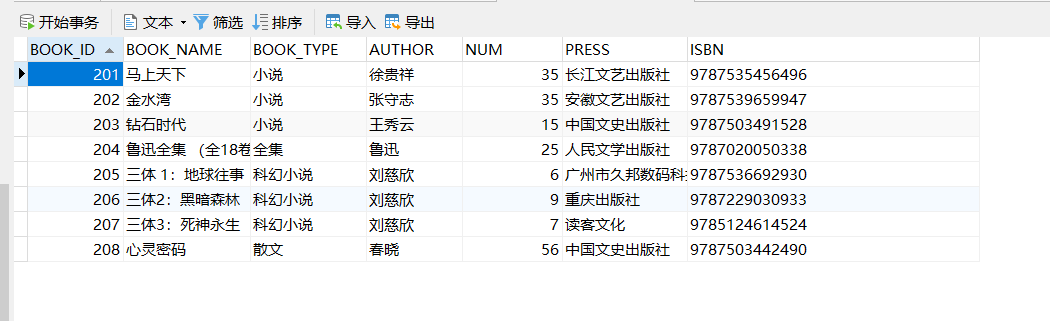 开始事务 文本 筛选 排序 导入 导出
BOOK_ID BOOK_NAME BOOK_TYPE AUTHOR NUM PRESS ISBN
201 马上天下 小说 徐贵祥 35 长江文艺出版社 9787535456496
202 金水湾 小说 张守志 35 安徽文艺出版社 9787539659947
203 钻石时代 小说 王秀云 15 中国文史出版社 9787503491528
204 鲁迅全集 （全18卷 全集 鲁迅 25 人民文学出版社 9787020050338
205 三体 1：地球往事 科幻小说 刘慈欣 6 广州市久邦数码科 9787536692930
206 三体2：黑暗森林 科幻小说 刘慈欣 9 重庆出版社 9787229030933
207 三体3：死神永生 科幻小说 刘慈欣 7 读客文化 9785124614524
208 心灵密码 散文 春晓 56 中国文史出版社 9787503442490